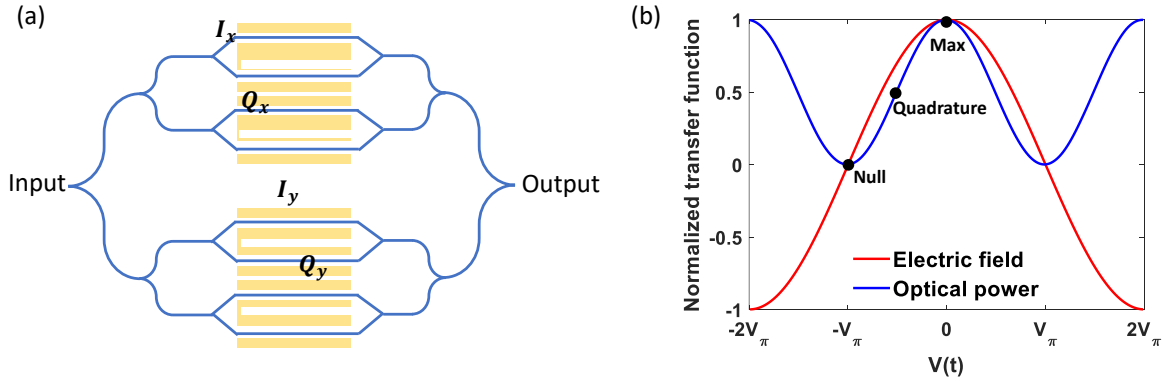 (a)
I_x
Q_x
Input
Output
I_y
Q_y
(b)
Normalized transfer function
1
0.5
0
-0.5
-1
Max
Quadrature
Null
Electric field
Optical power
-2V_π
-V_π
0
V_π
2V_π
V(t)